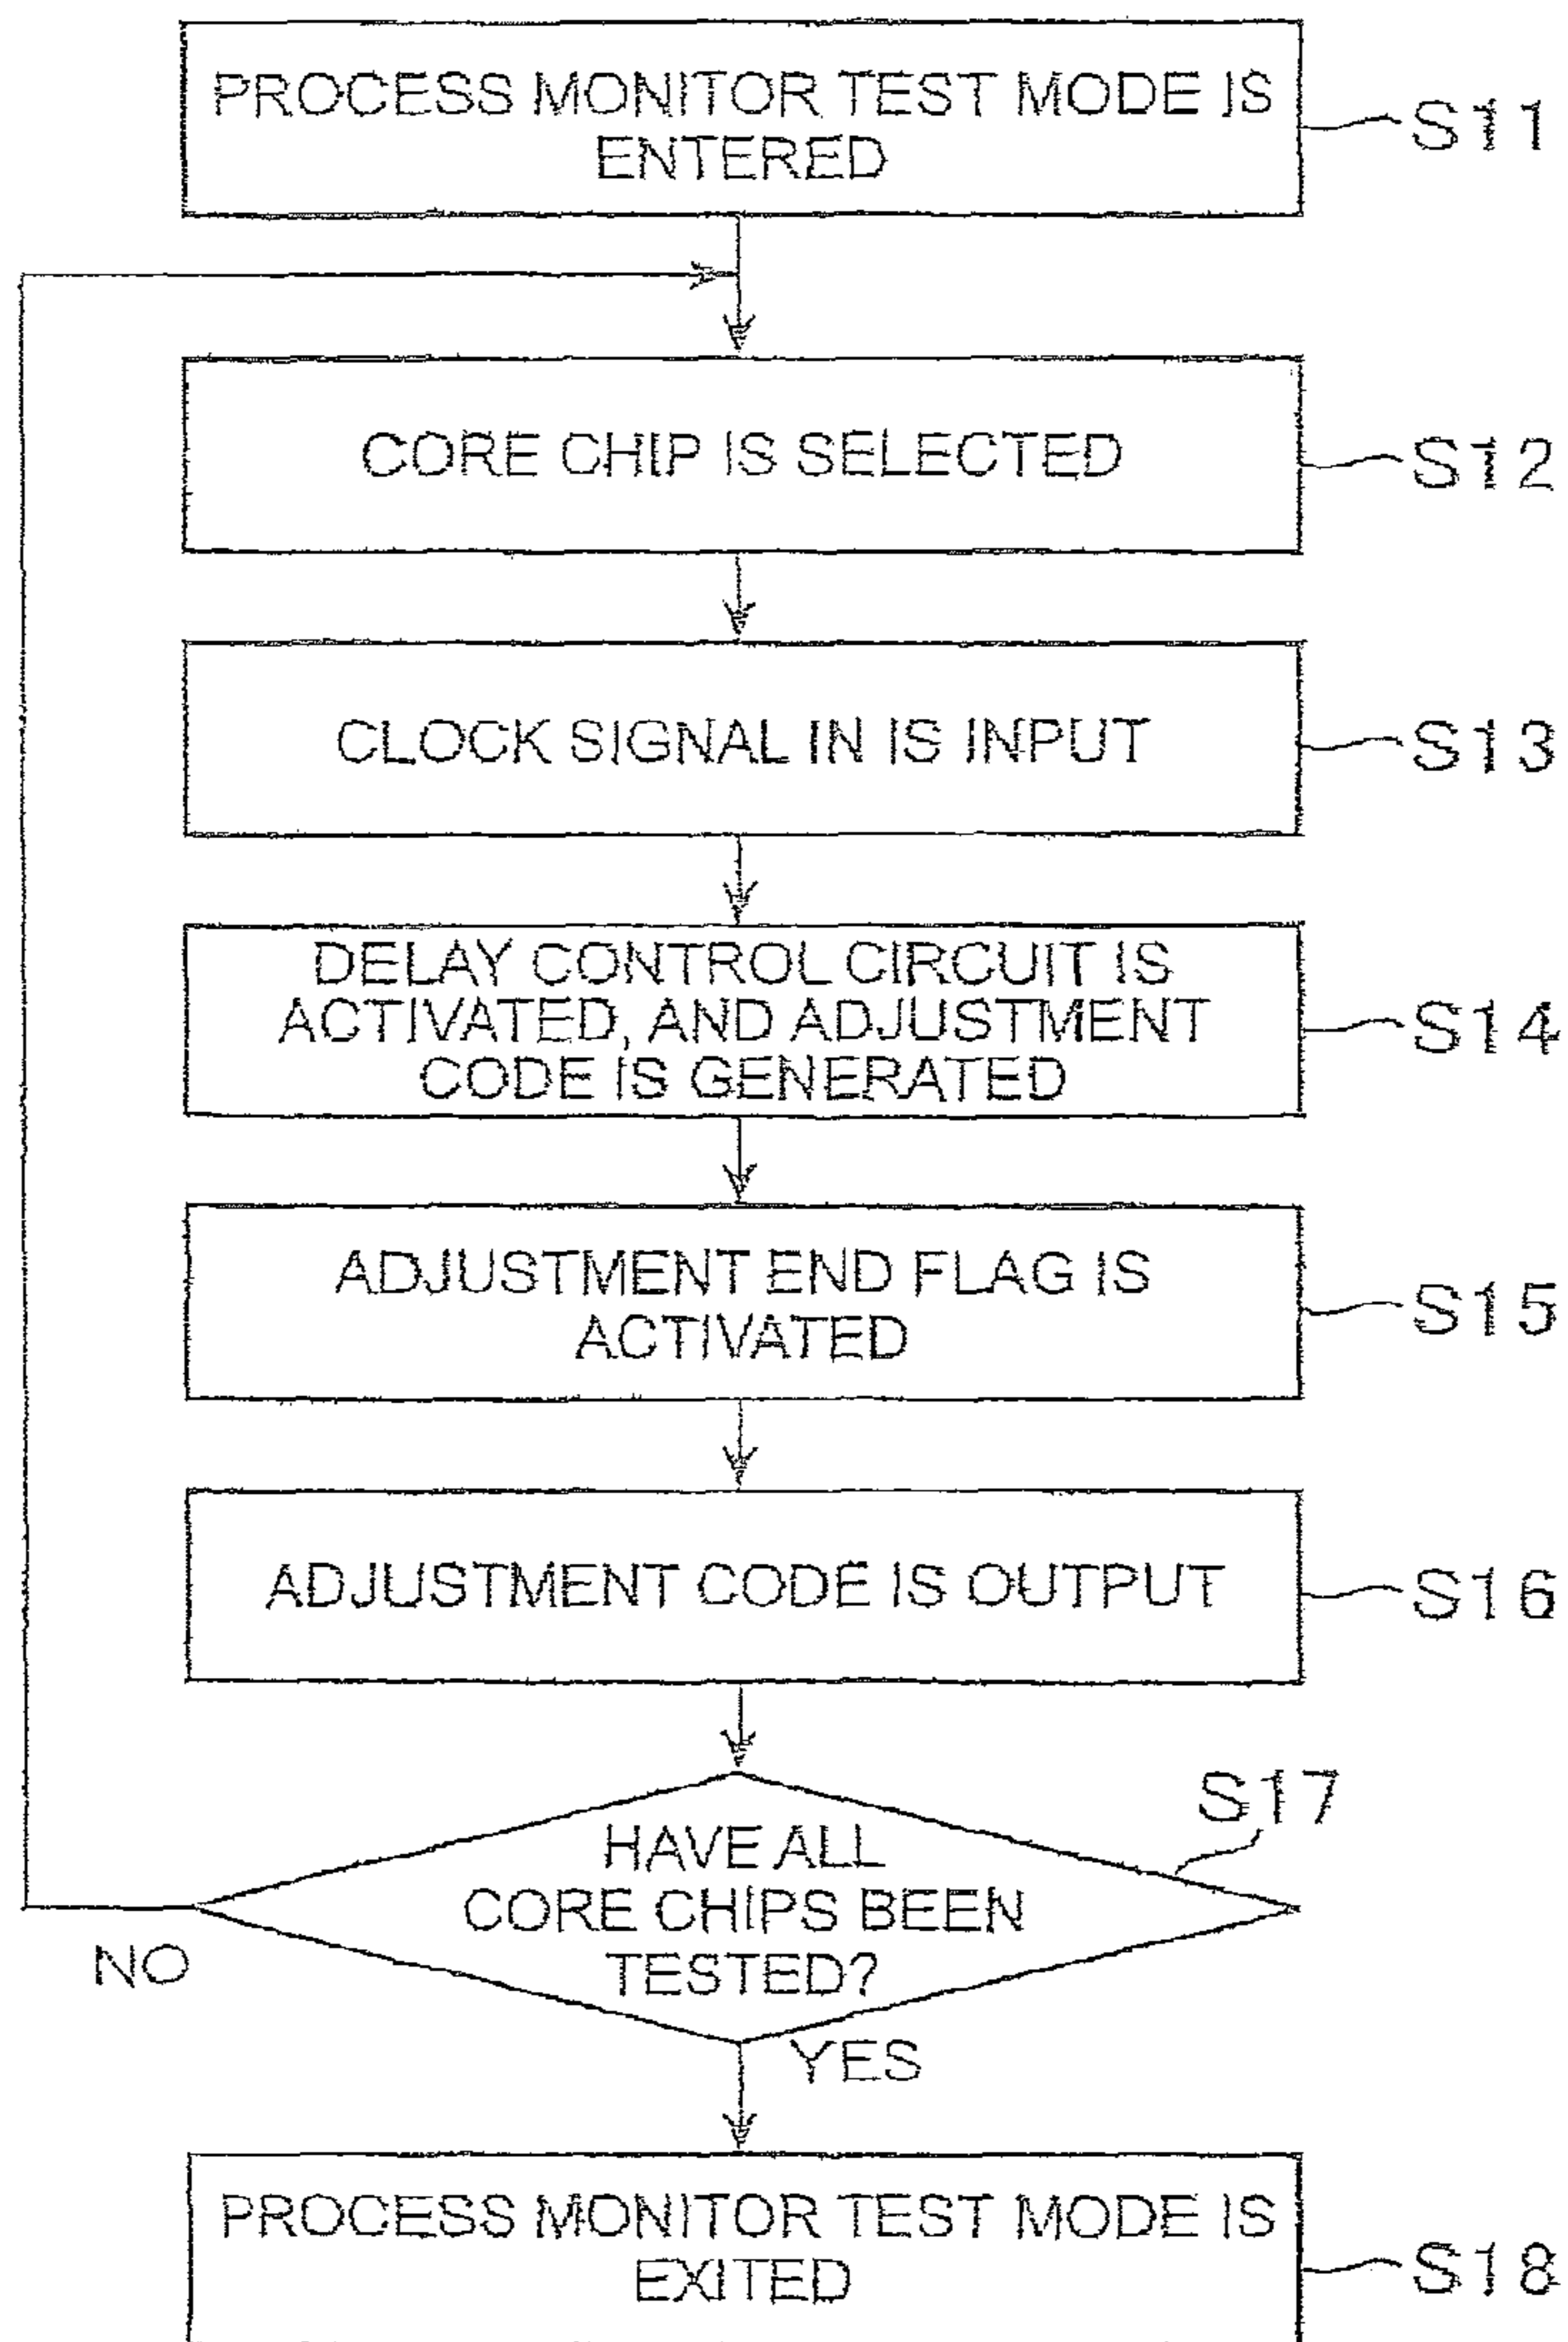 PROCESS MONITOR TEST MODE IS
ENTERED
S11
CORE CHIP IS SELECTED
S12
CLOCK SIGNAL IN IS INPUT
S13
DELAY CONTROL CIRCUIT IS
ACTIVATED, AND ADJUSTMENT
CODE IS GENERATED
S14
ADJUSTMENT END FLAG IS
ACTIVATED
S15
ADJUSTMENT CODE IS OUTPUT
S16
S17
HAVE ALL
CORE CHIPS BEEN
TESTED?
NO
YES
PROCESS MONITOR TEST MODE IS
EXITED
S18